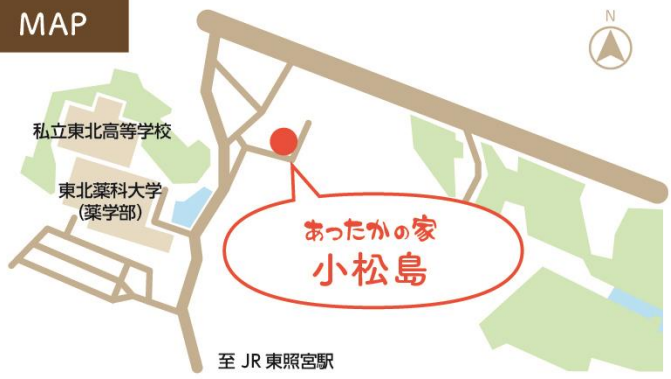 MAP
N
私立東北高等学校
東北薬科大学
(薬学部)
あったかの家
小松島
至 JR 東照宮駅